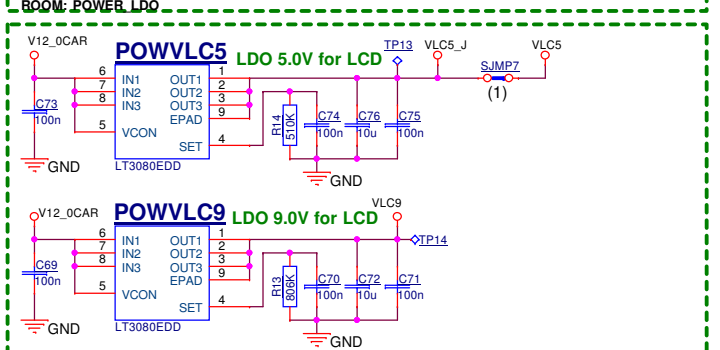 ROOM: POWER_LDO
V12_0CAR
POWVLC5
LDO 5.0V for LCD
TP13
VLC5_J
VLC5
SJMP7
(1)
6 IN1 OUT1 1
7 IN2 OUT2 2
8 IN3 OUT3 3
EPAD 9
5 VCON
SET 4
LT3080EDD
C73
100n
GND
R14
510K
C74
100n
C76
10u
C75
100n
GND
V12_0CAR
POWVLC9
LDO 9.0V for LCD
VLC9
TP14
6 IN1 OUT1 1
7 IN2 OUT2 2
8 IN3 OUT3 3
EPAD 9
5 VCON
SET 4
LT3080EDD
C69
100n
GND
R13
806K
C70
100n
C72
10u
C71
100n
GND